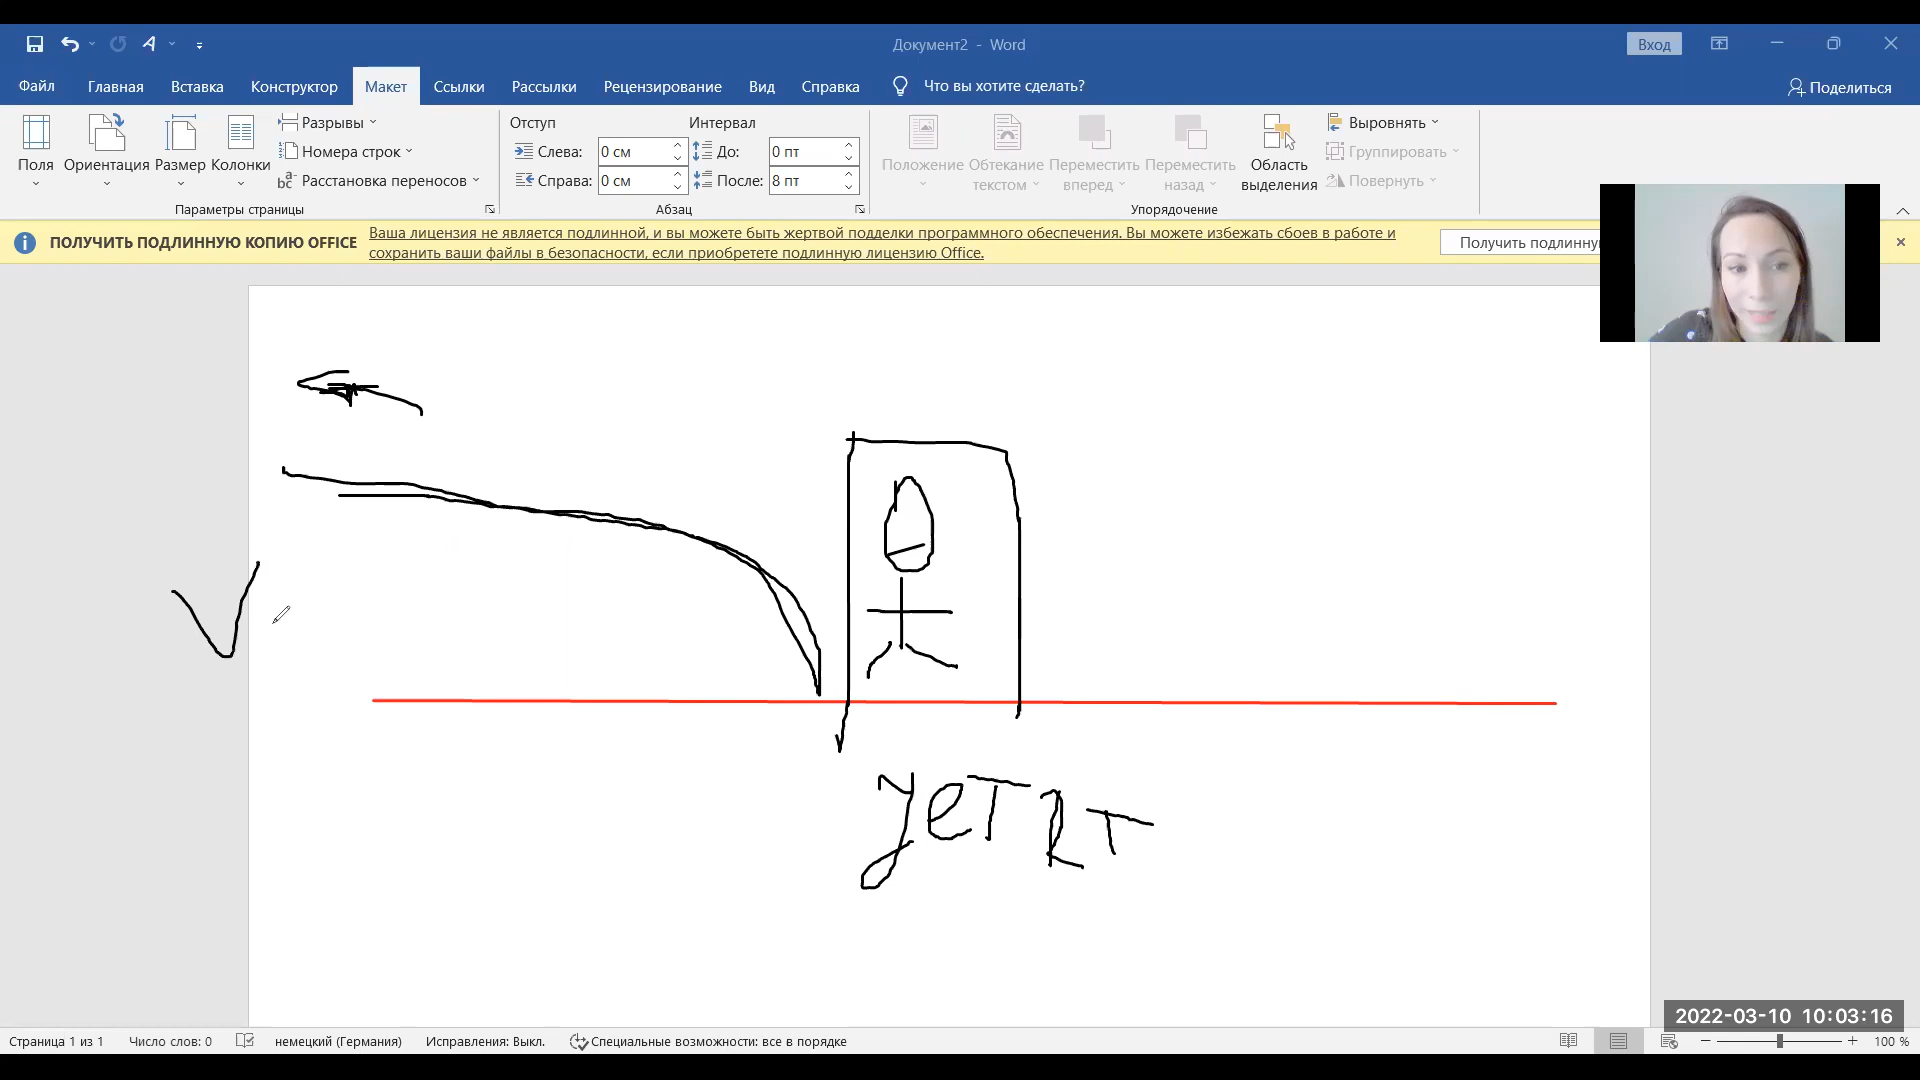 Документ2 - Word
Вход
Файл Главная Вставка Конструктор Макет Ссылки Рассылки Рецензирование Вид Справка Что вы хотите сделать? Поделиться
Поля Ориентация Размер Колонки
Разрывы
Номера строк
Расстановка переносов
Параметры страницы
Отступ
Слева: 0 см
Справа: 0 см
Интервал
До: 0 пт
После: 8 пт
Абзац
Положение
Обтекание текстом
Переместить вперед
Переместить назад
Область выделения
Выровнять
Группировать
Повернуть
Упорядочение
ПОЛУЧИТЬ ПОДЛИННУЮ КОПИЮ OFFICE
Ваша лицензия не является подлинной, и вы можете быть жертвой подделки программного обеспечения. Вы можете избежать сбоев в работе и
сохранить ваши файлы в безопасности, если приобретете подлинную лицензию Office.
Получить подлинну
V
2022-03-10 10:03:16
Страница 1 из 1 Число слов: 0 немецкий (Германия) Исправления: Выкл. Специальные возможности: все в порядке 100 %